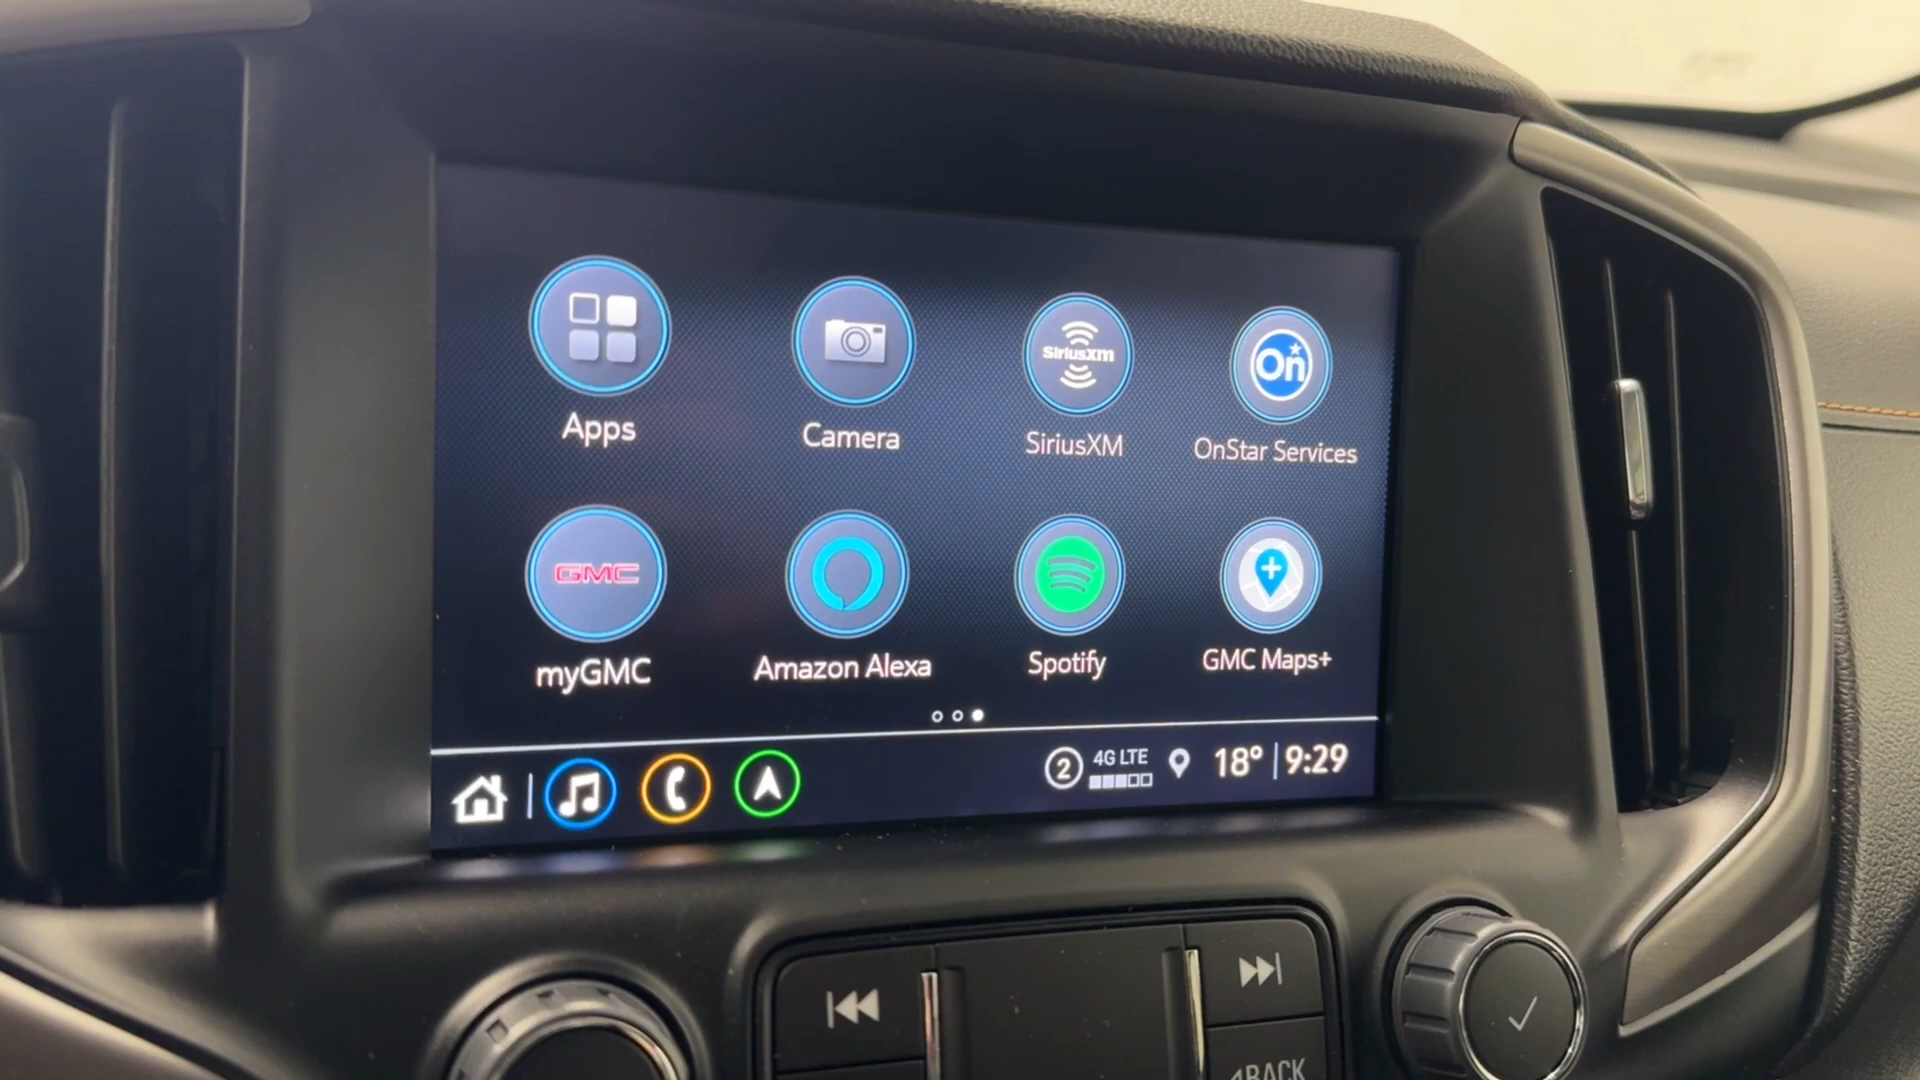 SiriusXM
On
Apps
Camera
SiriusXM
OnStar Services
GMC
myGMC
Amazon Alexa
Spotify
GMC Maps+
2
4G LTE
18° | 9:29
BACK